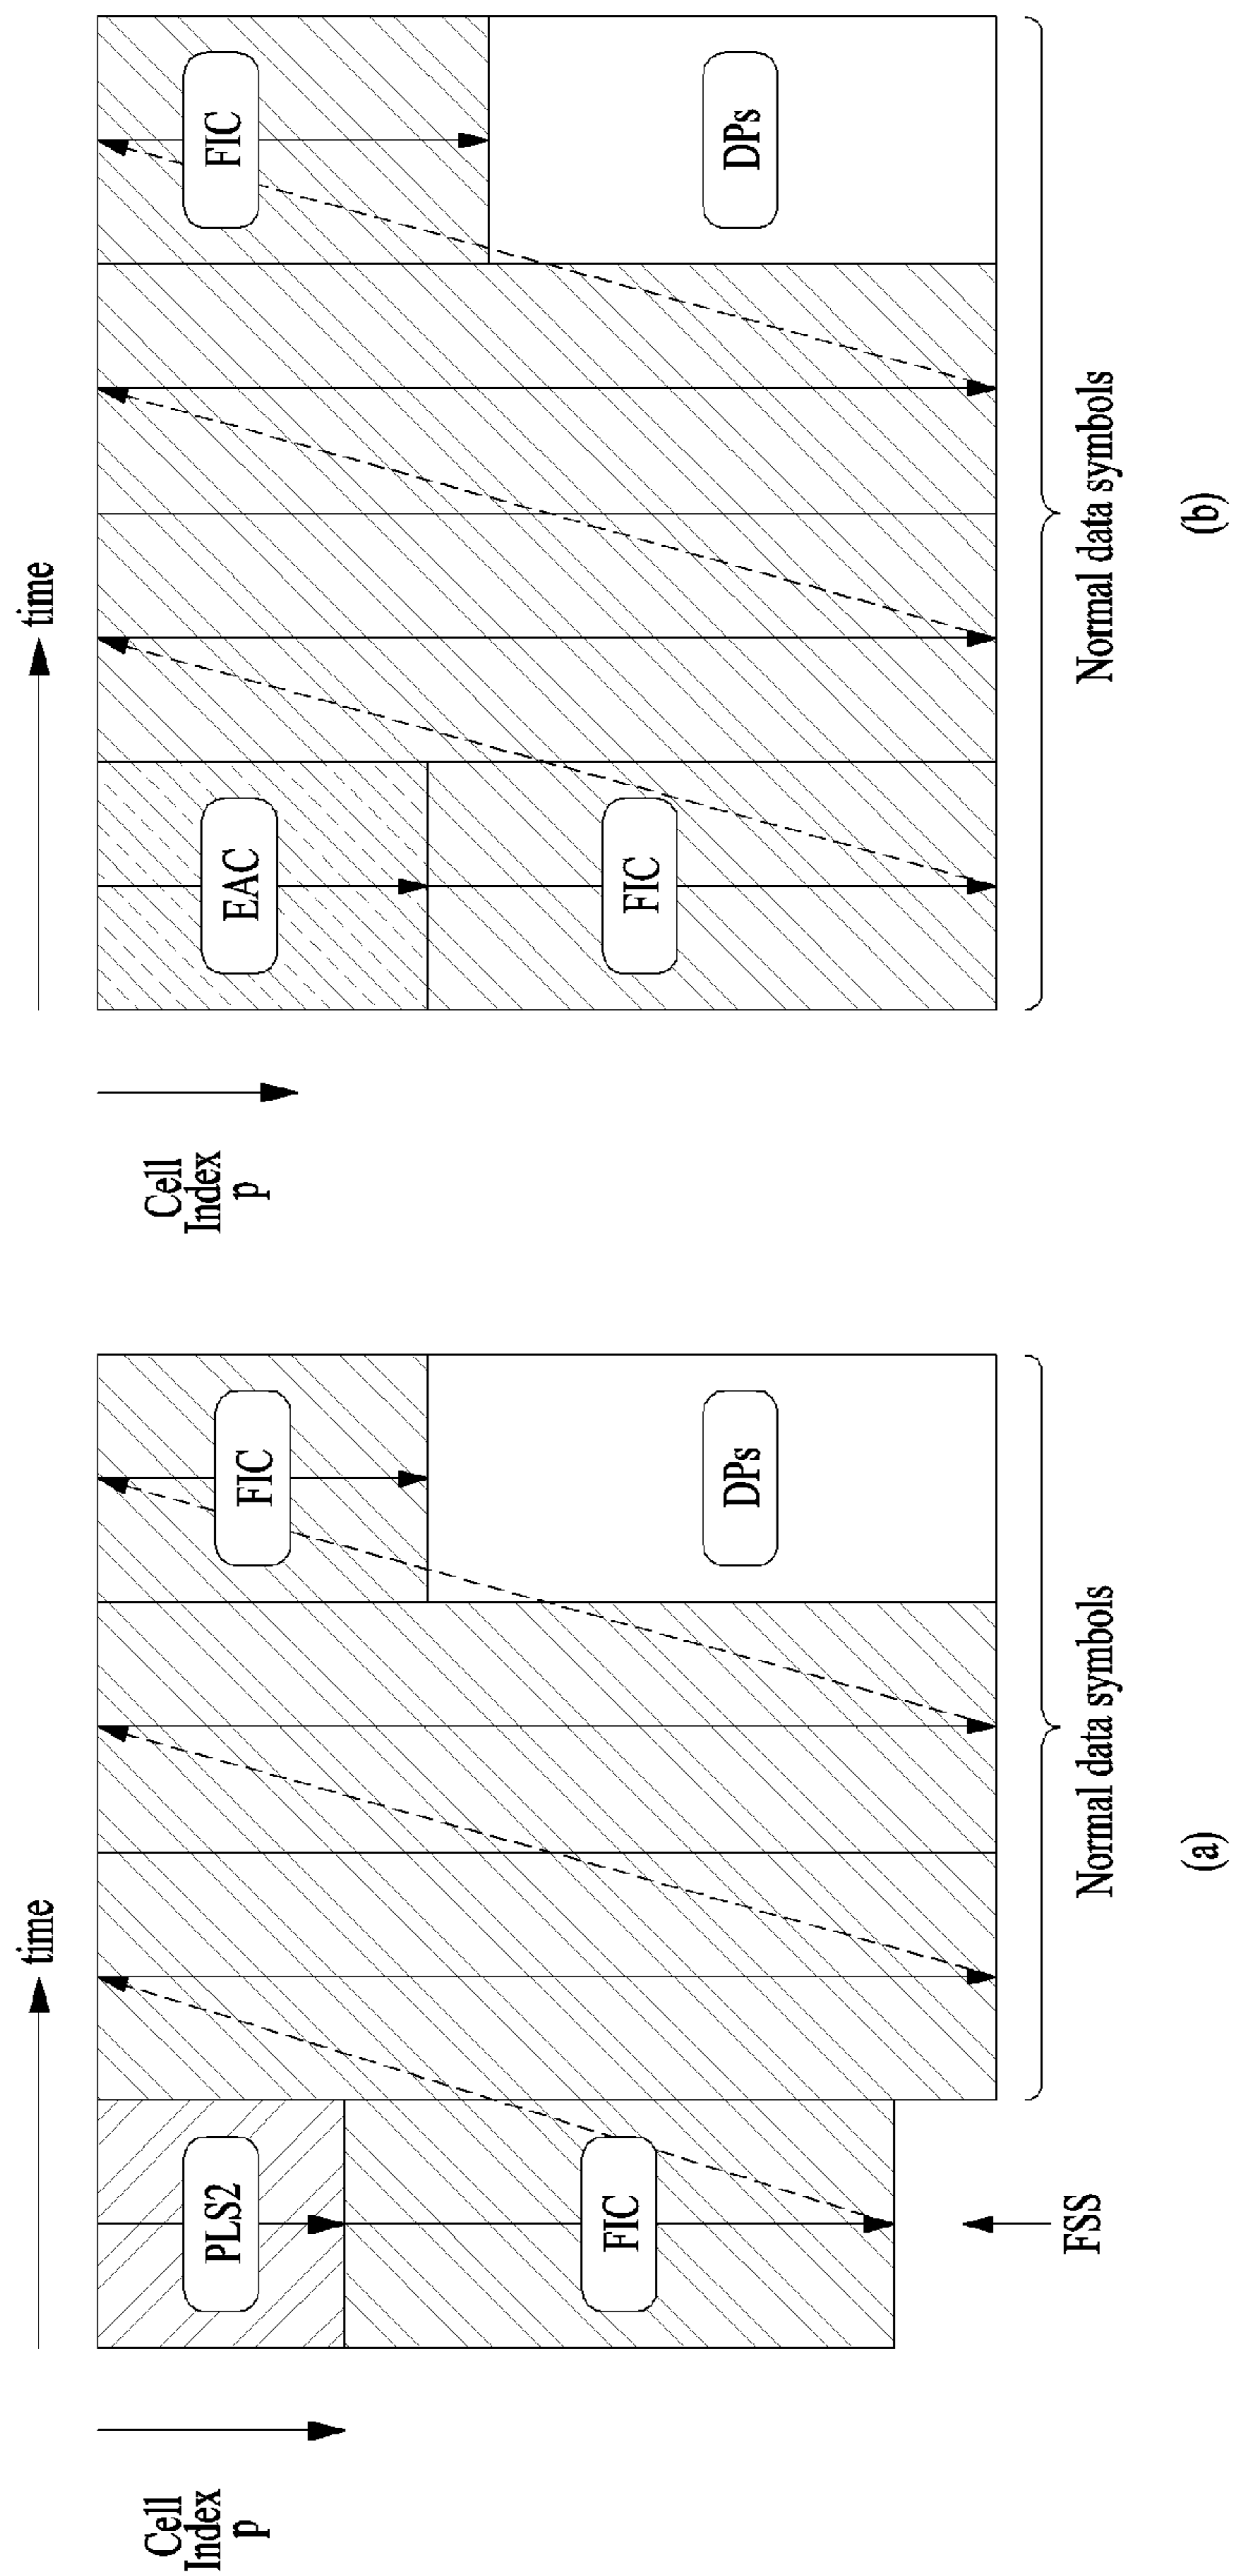 time
Cell
Index
p
PLS2
FIC
FIC
DPs
FSS
Normal data symbols
(a)
time
Cell
Index
p
EAC
FIC
FIC
DPs
Normal data symbols
(b)